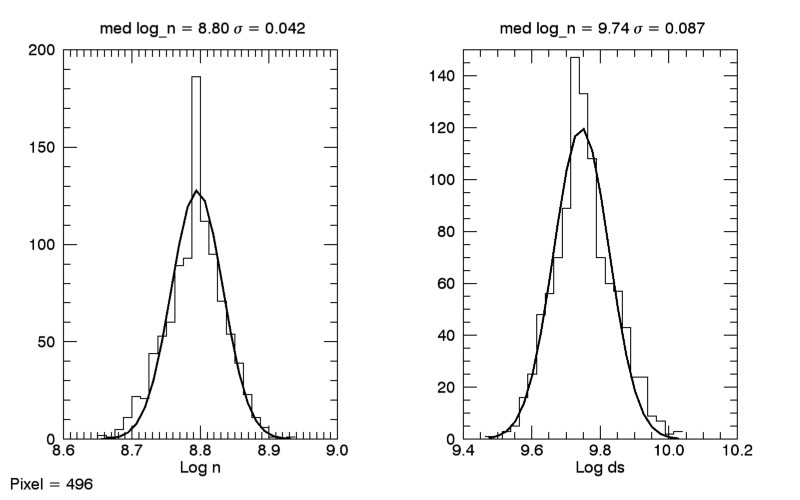 med log_n = 8.80 σ = 0.042
200
150
100
50
0
8.6 8.7 8.8 8.9 9.0
Log n
med log_n = 9.74 σ = 0.087
140
120
100
80
60
40
20
0
9.4 9.6 9.8 10.0 10.2
Log ds
Pixel = 496